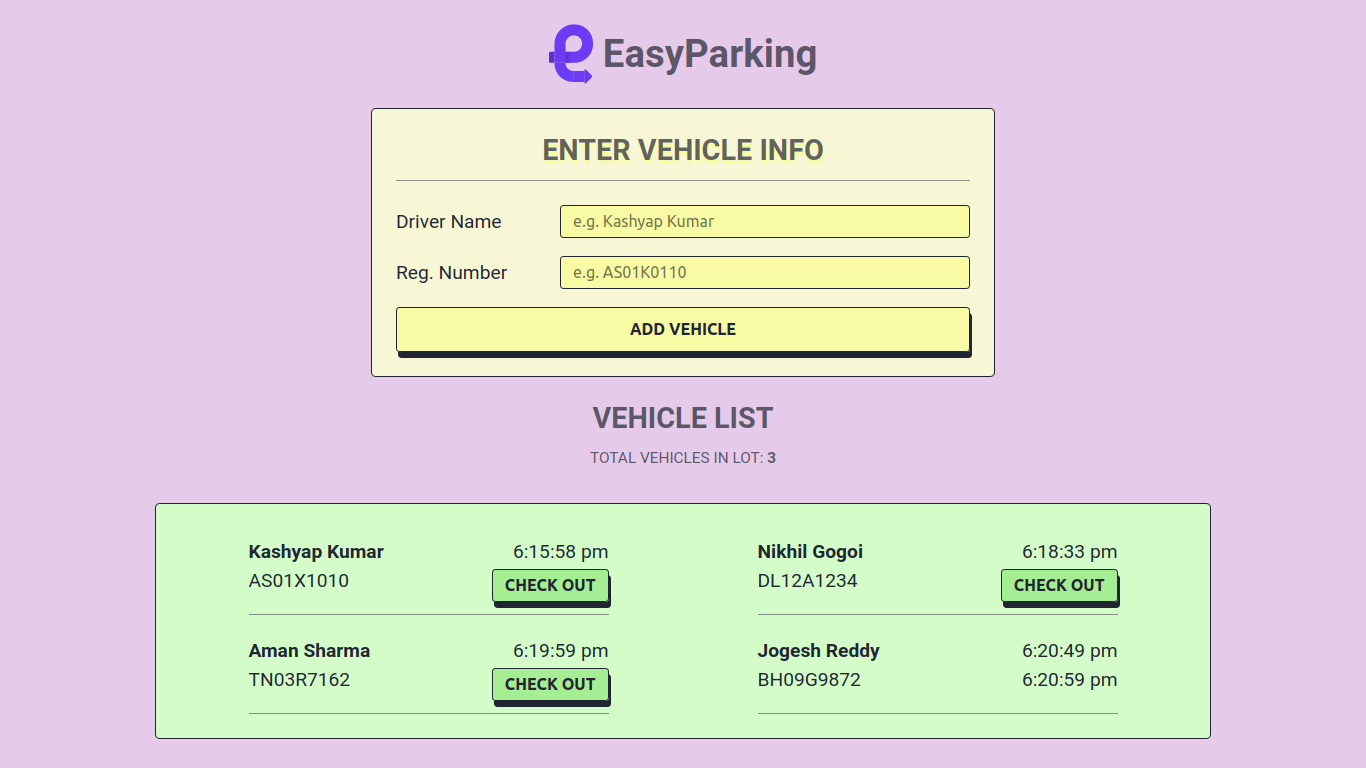 EasyParking
ENTER VEHICLE INFO
Driver Name
e.g. Kashyap Kumar
Reg. Number
e.g. AS01K0110
ADD VEHICLE
VEHICLE LIST
TOTAL VEHICLES IN LOT: 3
Kashyap Kumar 6:15:58 pm
AS01X1010 CHECK OUT
Nikhil Gogoi 6:18:33 pm
DL12A1234 CHECK OUT
Aman Sharma 6:19:59 pm
TN03R7162 CHECK OUT
Jogesh Reddy 6:20:49 pm
BH09G9872 6:20:59 pm